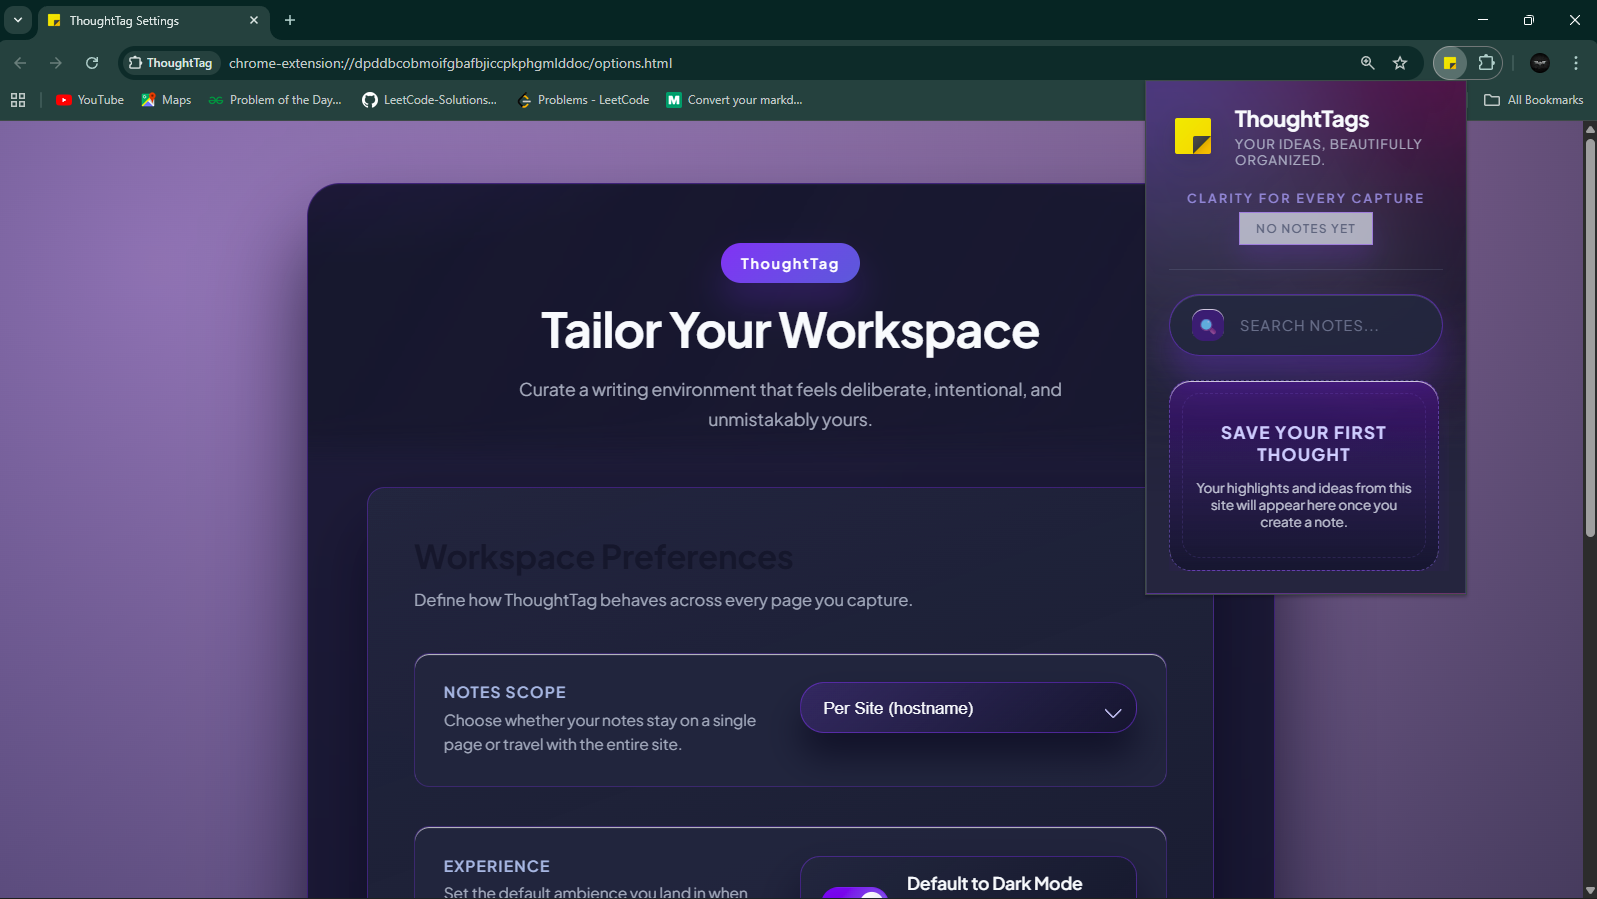 ThoughtTag Settings
ThoughtTag
chrome-extension://dpddbcobmoifgbafbjiccpkphgmlddoc/options.html
YouTube
Maps
Problem of the Day...
LeetCode-Solutions...
Problems - LeetCode
M
Convert your markd...
All Bookmarks
ThoughtTags
YOUR IDEAS, BEAUTIFULLY
ORGANIZED.
CLARITY FOR EVERY CAPTURE
NO NOTES YET
SEARCH NOTES...
SAVE YOUR FIRST
THOUGHT
Your highlights and ideas from this
site will appear here once you
create a note.
ThoughtTag
Tailor Your Workspace
Curate a writing environment that feels deliberate, intentional, and
unmistakably yours.
Workspace Preferences
Define how ThoughtTag behaves across every page you capture.
NOTES SCOPE
Choose whether your notes stay on a single
page or travel with the entire site.
Per Site (hostname)
EXPERIENCE
Set the default ambience you land in when
Default to Dark Mode